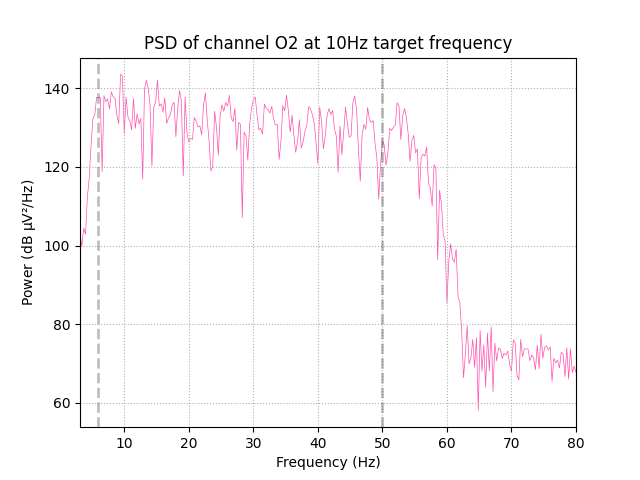 PSD of channel O2 at 10Hz target frequency
Power (dB µV²/Hz)
140
120
100
80
60
10 20 30 40 50 60 70 80
Frequency (Hz)